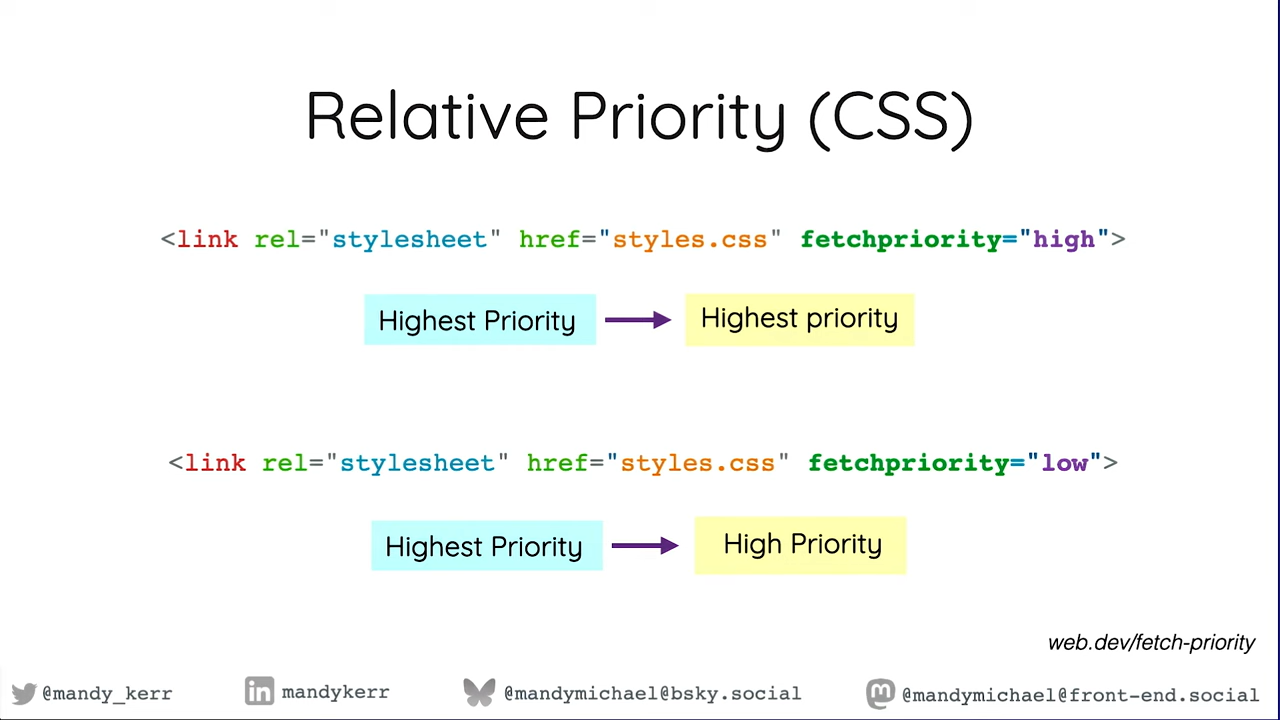 Relative Priority (CSS)
<link rel="stylesheet" href="styles.css" fetchpriority="high">
Highest Priority
Highest priority
<link rel="stylesheet" href="styles.css" fetchpriority="low">
Highest Priority
High Priority
web.dev/fetch-priority
@mandy_kerr
mandykerr
@mandymichael@bsky.social
@mandymichael@front-end.social